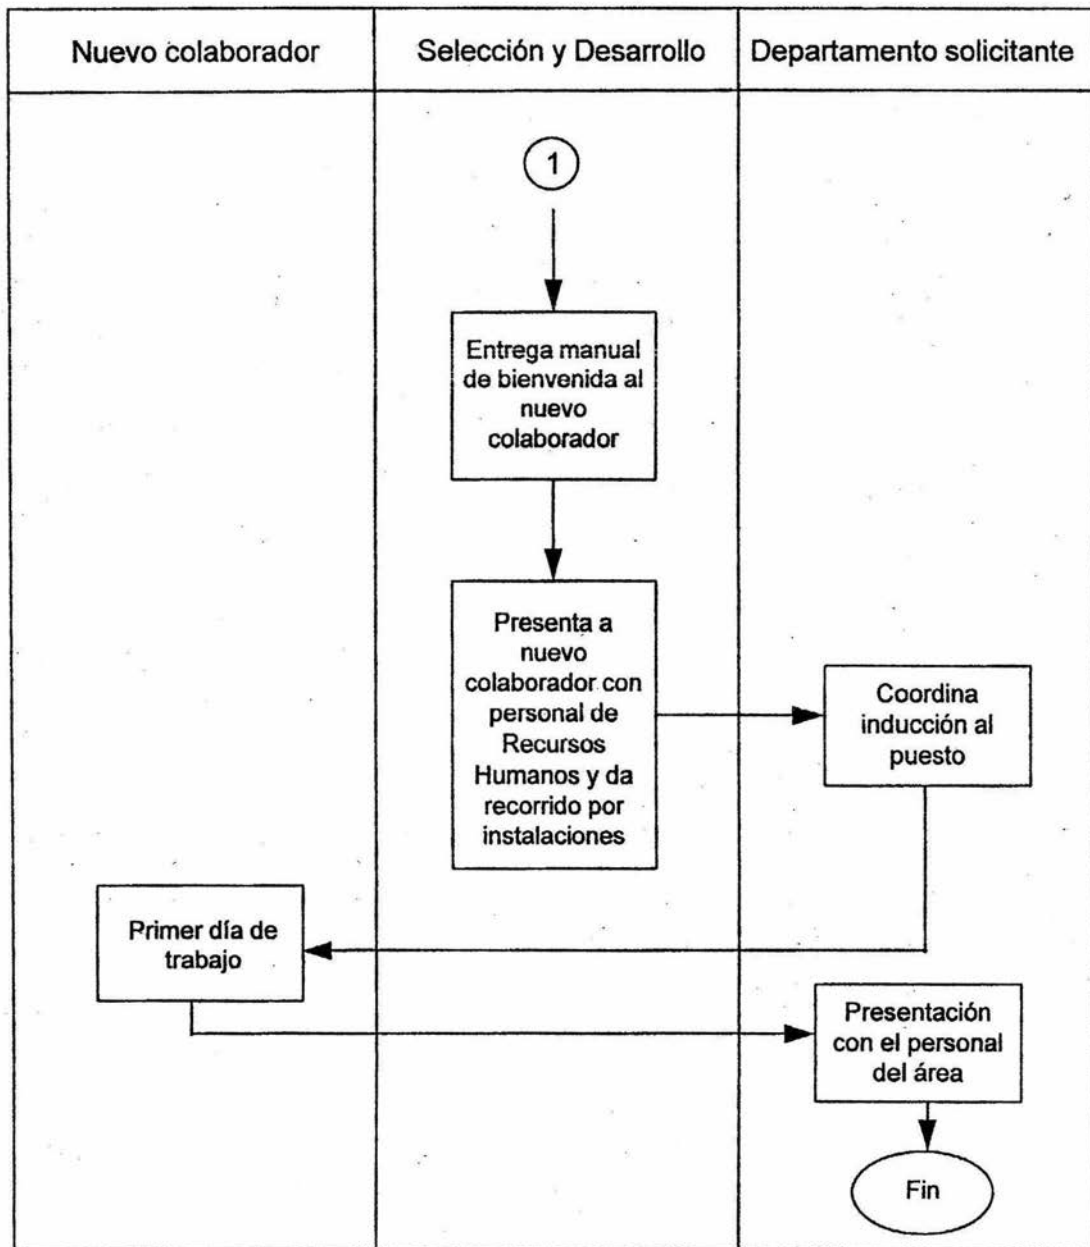 Nuevo colaborador
Selección y Desarrollo
Departamento solicitante
1
Entrega manual
de bienvenida al
nuevo
colaborador
Presenta a
nuevo
colaborador con
personal de
Recursos
Humanos y da
recorrido por
instalaciones
Coordina
inducción al
puesto
Primer día de
trabajo
Presentación
con el personal
del área
Fin